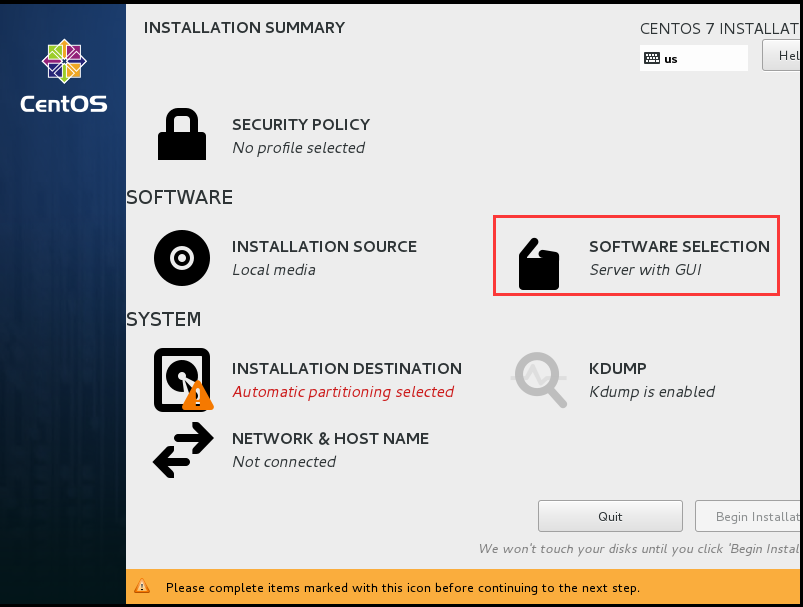 INSTALLATION SUMMARY
CENTOS 7 INSTALLAT
us
Hel
CentOS
SECURITY POLICY
No profile selected
SOFTWARE
INSTALLATION SOURCE
Local media
SOFTWARE SELECTION
Server with GUI
SYSTEM
INSTALLATION DESTINATION
Automatic partitioning selected
KDUMP
Kdump is enabled
NETWORK & HOST NAME
Not connected
Quit
Begin Installat
We won't touch your disks until you click 'Begin Instal
Please complete items marked with this icon before continuing to the next step.